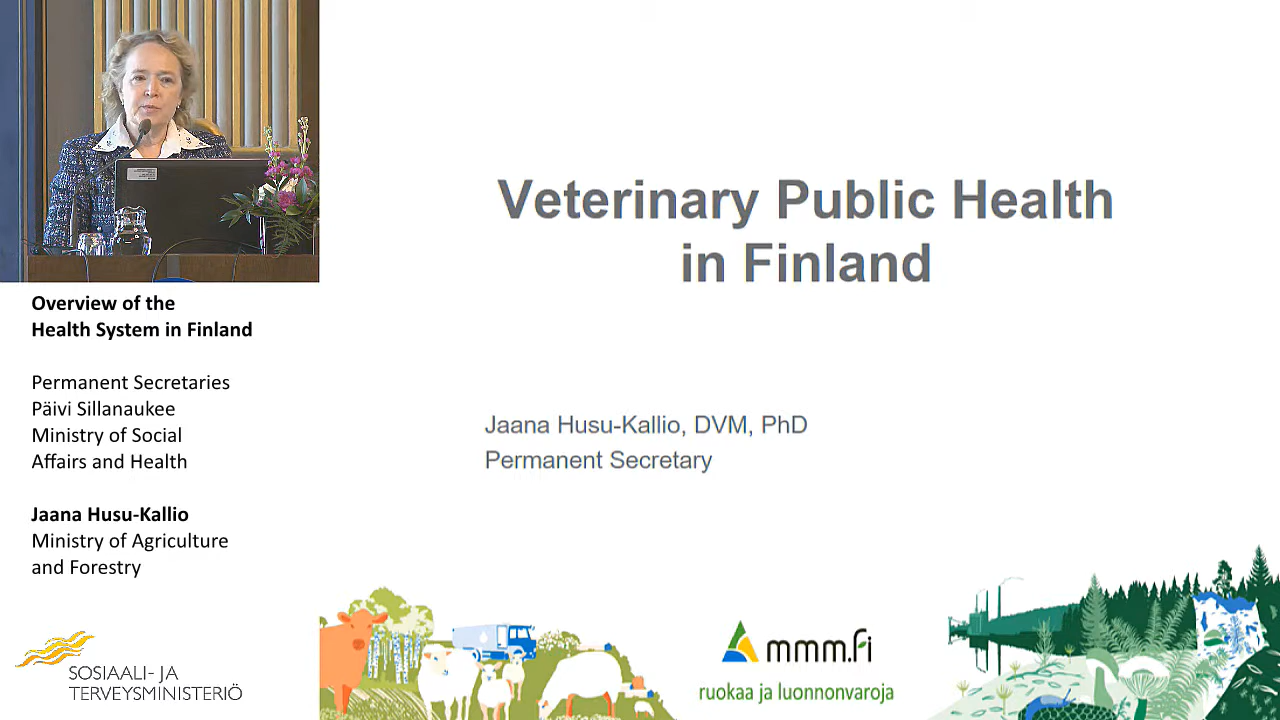 Veterinary Public Health
in Finland
Jaana Husu-Kallio, DVM, PhD
Permanent Secretary
Overview of the
Health System in Finland
Permanent Secretaries
Päivi Sillanaukee
Ministry of Social
Affairs and Health
Jaana Husu-Kallio
Ministry of Agriculture
and Forestry
SOSIAALI- JA
TERVEYSMINISTERIÖ
mmm.fi
ruokaa ja luonnonvaroja